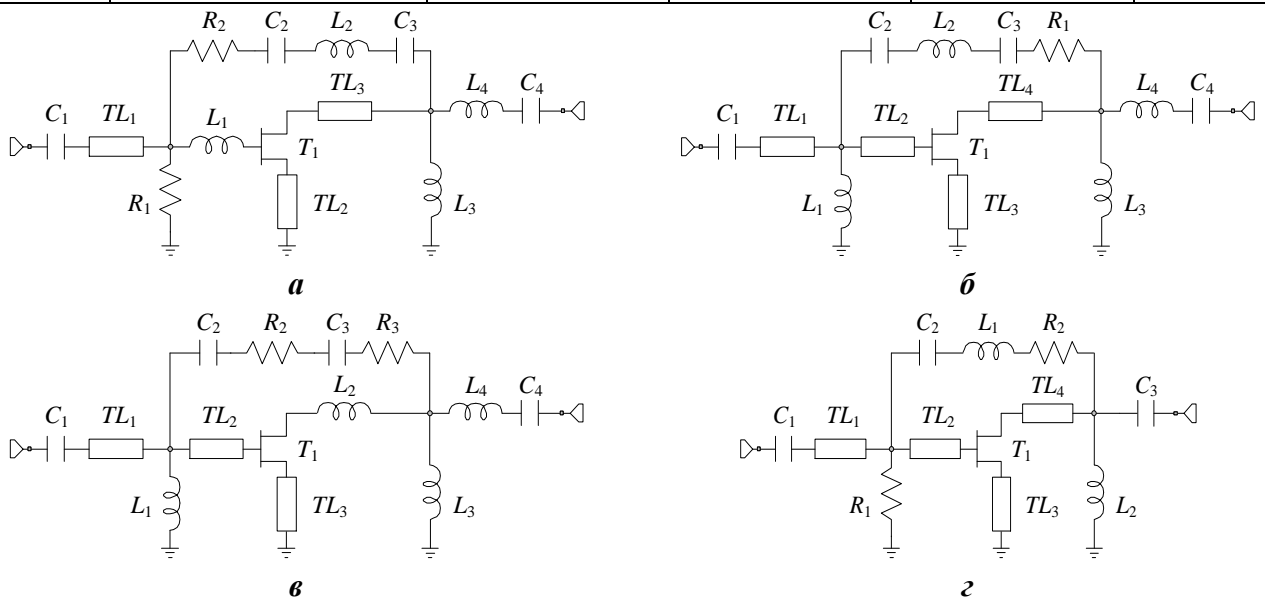 R2 C2 L2 C3
C2 L2 C3 R1
TL3 L4 C4
TL4 L4 C4
C1 TL1 L1
C1 TL1 TL2
T1
T1
R1 TL2 L3
L1 TL3 L3
а
б
C2 R2 C3 R3
C2 L1 R2
L2 L4 C4
TL4 C3
C1 TL1 TL2
C1 TL1 TL2
T1
T1
L1 TL3 L3
R1 TL3 L2
в
г